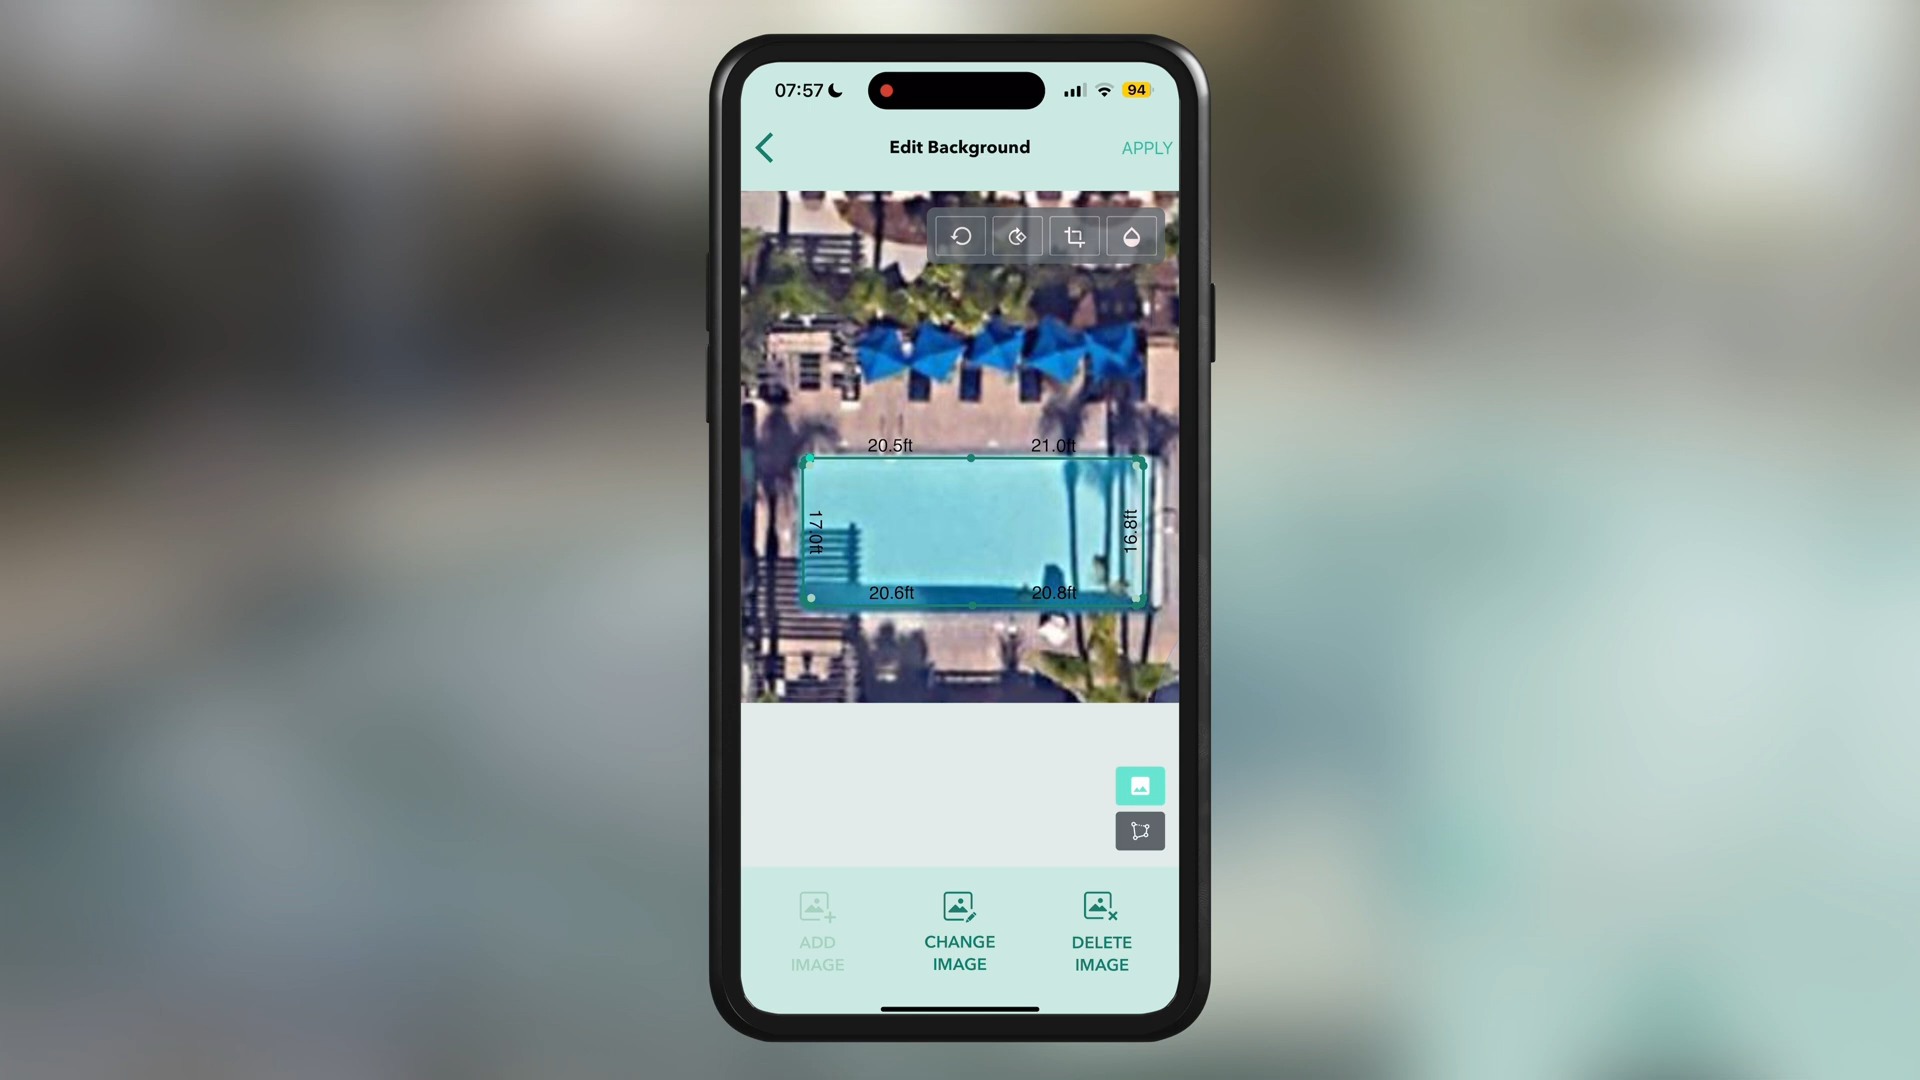 07:57
94
Edit Background
APPLY
20.5ft
21.0ft
17.0ft
16.8ft
20.6ft
20.8ft
ADD
IMAGE
CHANGE
IMAGE
DELETE
IMAGE